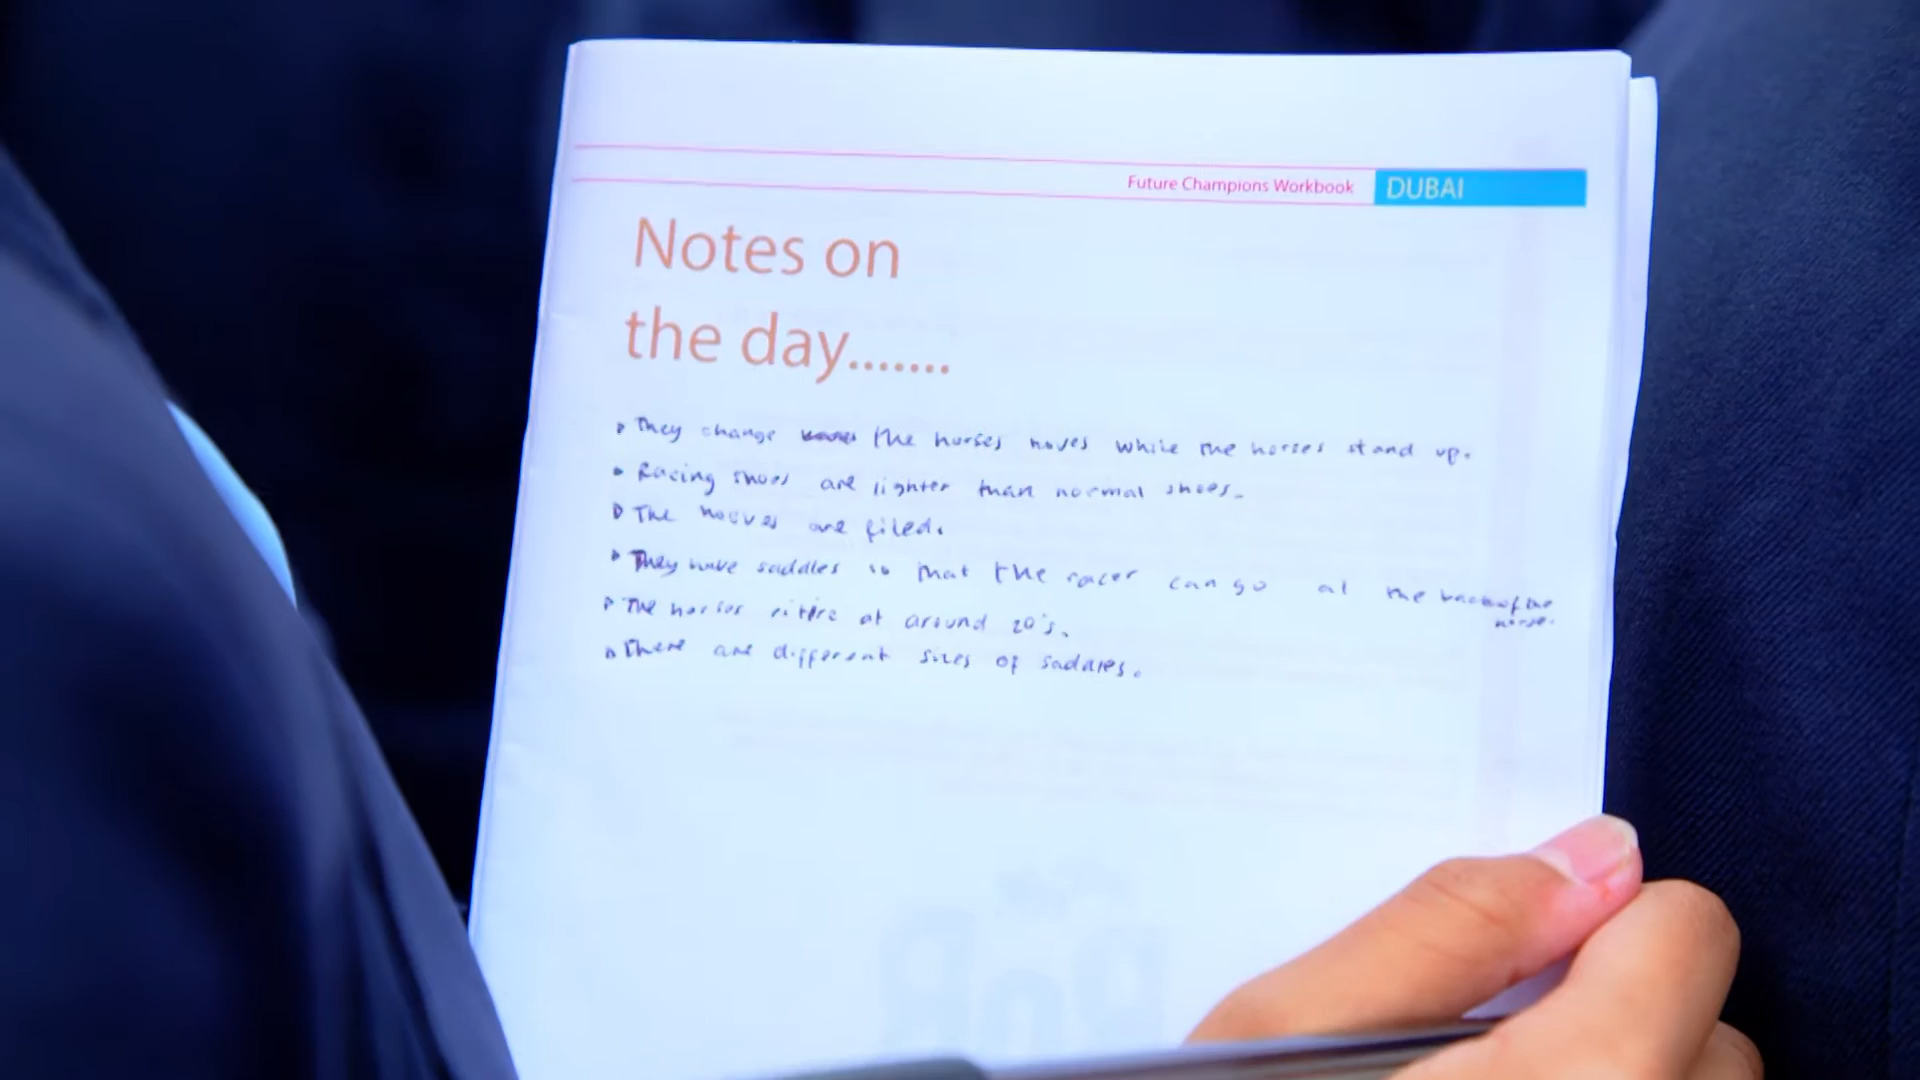 Future Champions Workbook DUBAI
Notes on
the day.......
They change the horses hoves while the horses stand up.
Racing shoes are lighter than normal shoes.
The hooves are filed.
They have saddles so that the racer can go at the back of the
horse.
The horses ritire at around 20's.
There are different sizes of saddles.